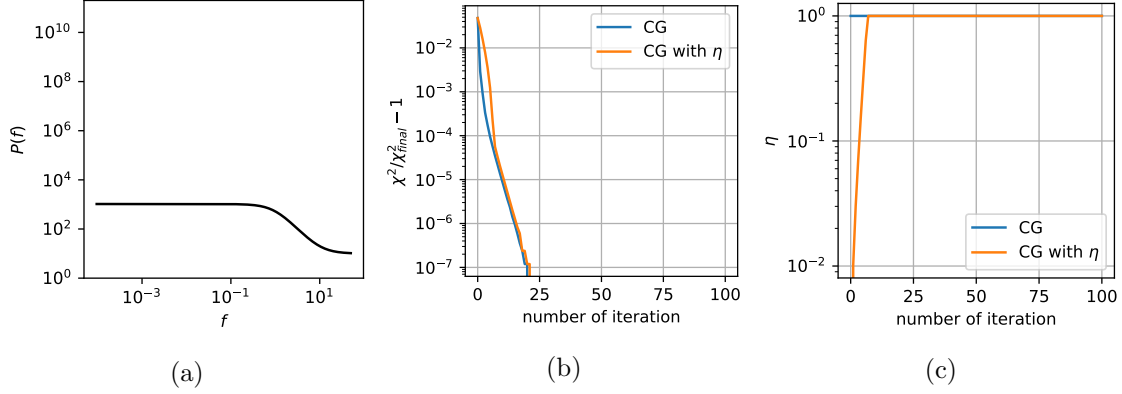 P(f)
10^10
10^8
10^6
10^4
10^2
10^0
10^−3
10^−1
10^1
f
(a)
χ²/χ²_final − 1
10^−2
10^−3
10^−4
10^−5
10^−6
10^−7
CG
CG with η
0 25 50 75 100
number of iteration
(b)
η
10^0
10^−1
10^−2
CG
CG with η
0 25 50 75 100
number of iteration
(c)